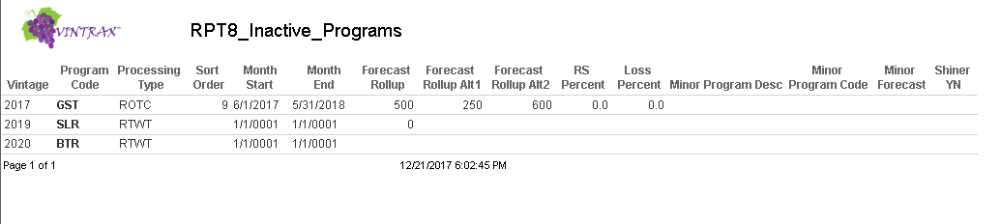 VINTRAX™
RPT8_Inactive_Programs
Vintage Program Code Processing Type Sort Order Month Start Month End Forecast Rollup Forecast Rollup Alt1 Forecast Rollup Alt2 RS Percent Loss Percent Minor Program Desc Minor Program Code Minor Forecast Shiner YN
2017 GST ROTC 9 6/1/2017 5/31/2018 500 250 600 0.0 0.0
2019 SLR RTWT 1/1/0001 1/1/0001 0
2020 BTR RTWT 1/1/0001 1/1/0001
Page 1 of 1 12/21/2017 6:02:45 PM